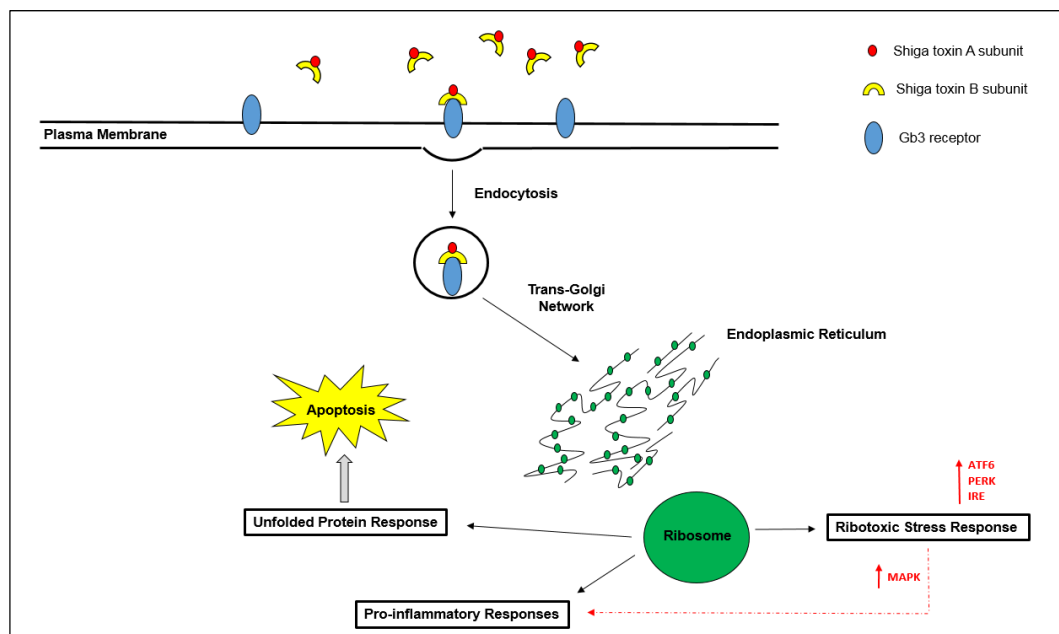 Shiga toxin A subunit
Shiga toxin B subunit
Gb3 receptor
Plasma Membrane
Endocytosis
Trans-Golgi
Network
Endoplasmic Reticulum
Apoptosis
ATF6
PERK
IRE
Unfolded Protein Response
Ribosome
Ribotoxic Stress Response
MAPK
Pro-inflammatory Responses